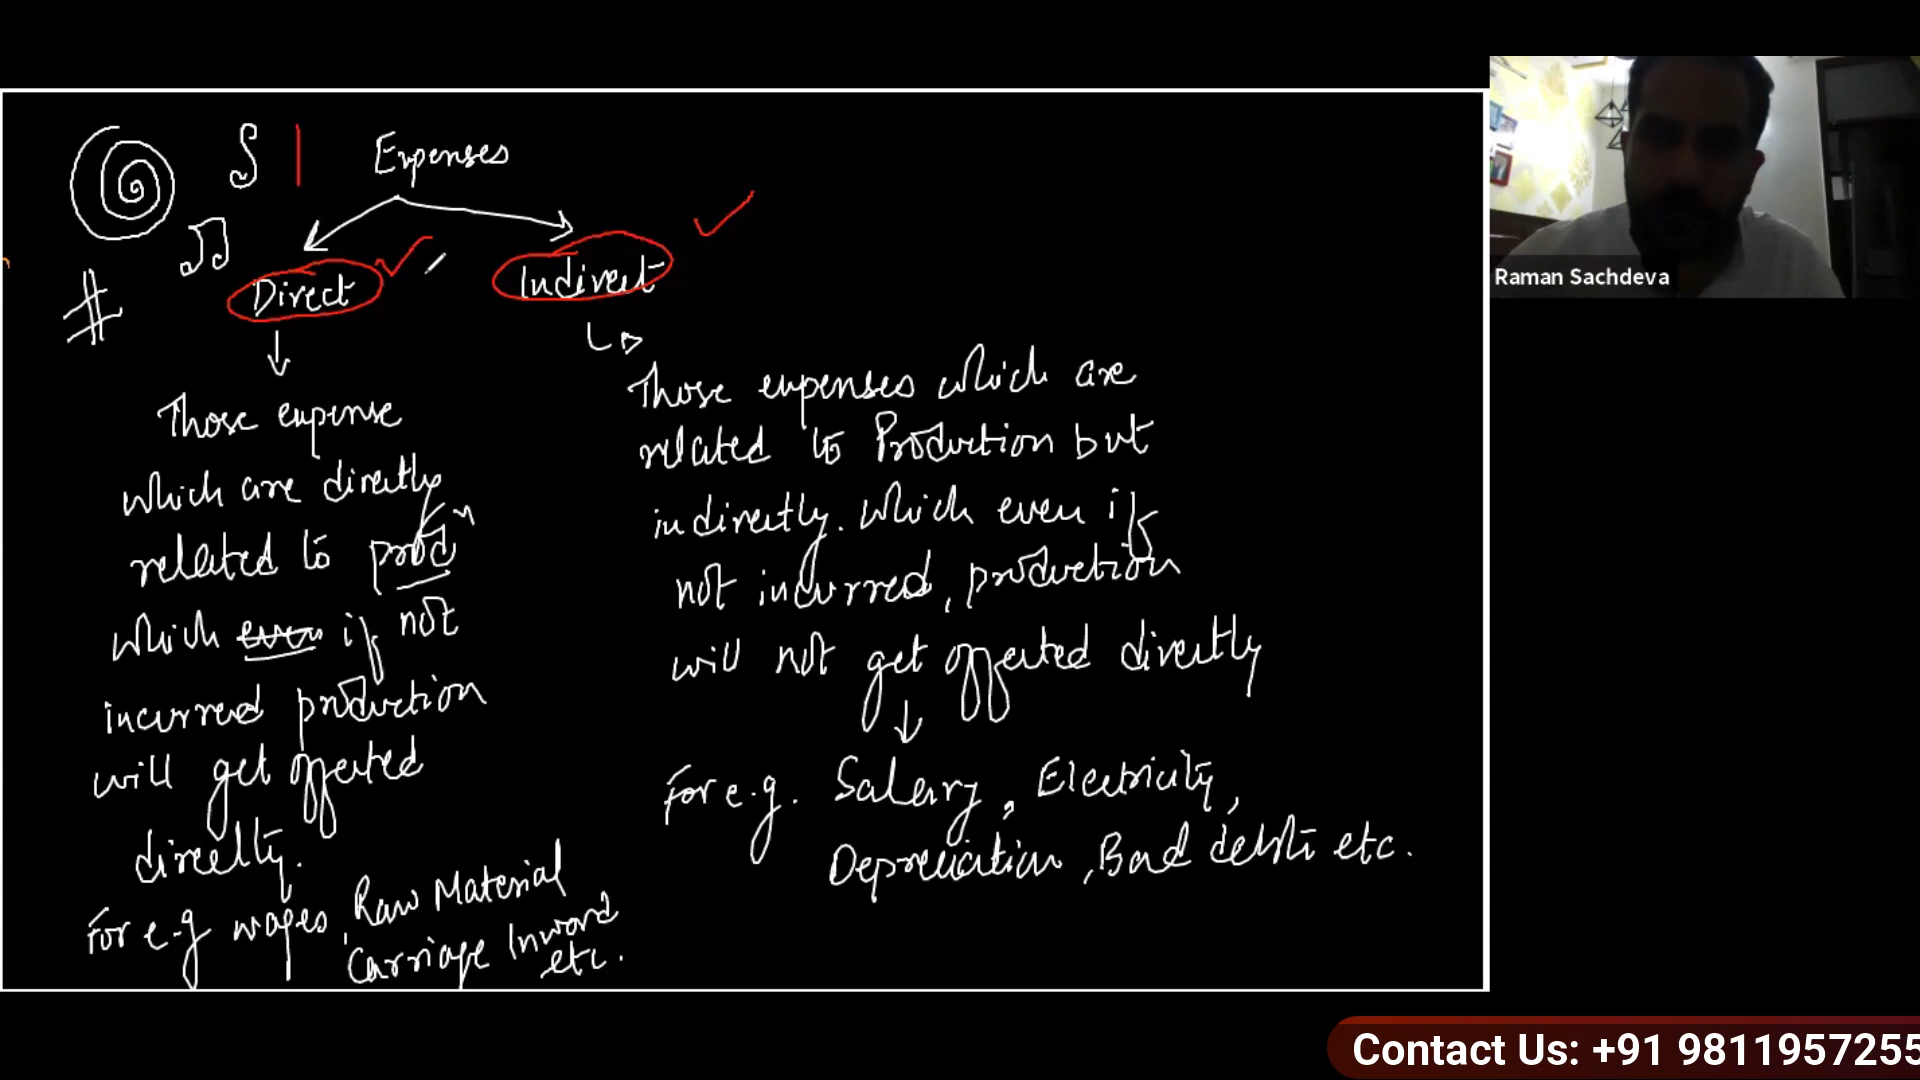 Expenses
Direct
Indirect
Those expense
which are directly
related to prodn
which even if not
incurred production
will get affected
directly.
For e.g wages, Raw Material
Carriage Inward
etc.
Those expenses which are
related to Production but
indirectly. Which even if
not incurred, production
will not get affected directly
For e.g. Salary, Electricity,
Depreciation, Bad debts etc.
Raman Sachdeva
Contact Us: +91 9811957255